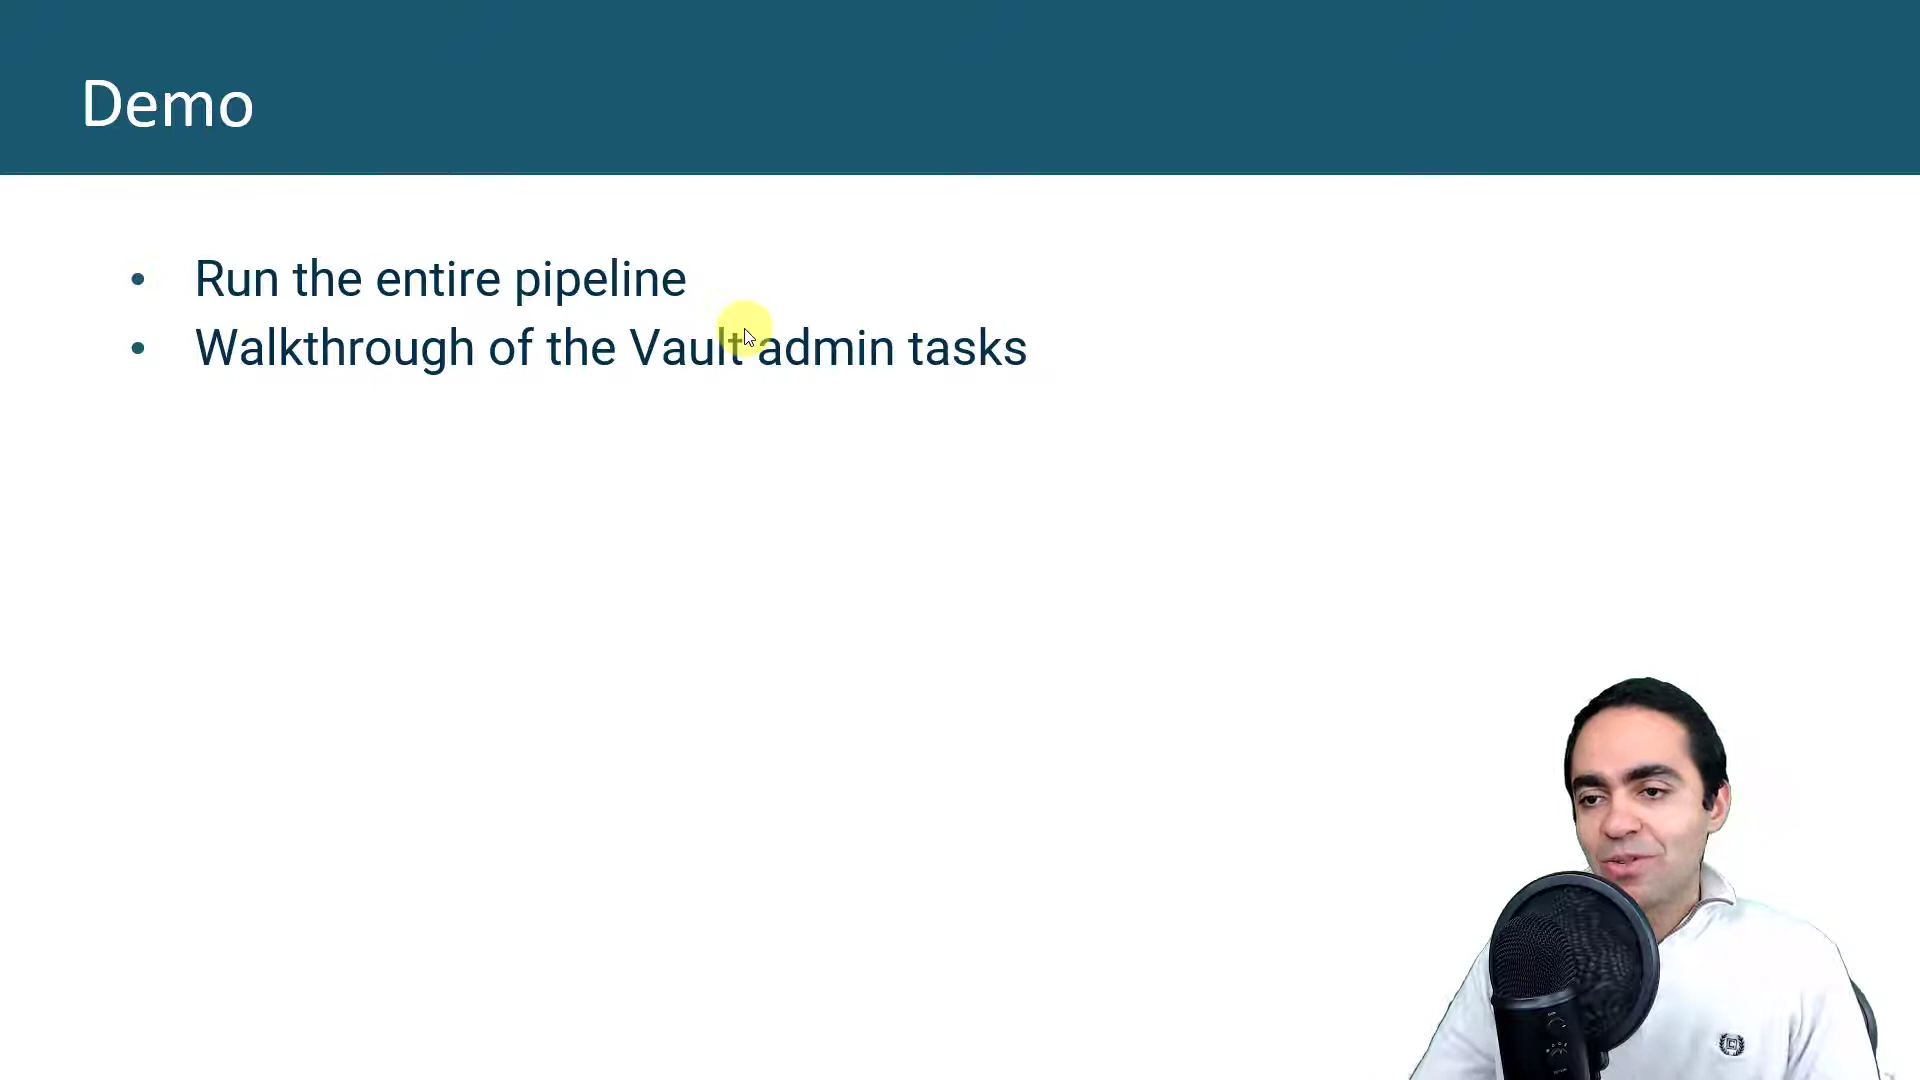 Demo
• Run the entire pipeline
• Walkthrough of the Vault admin tasks